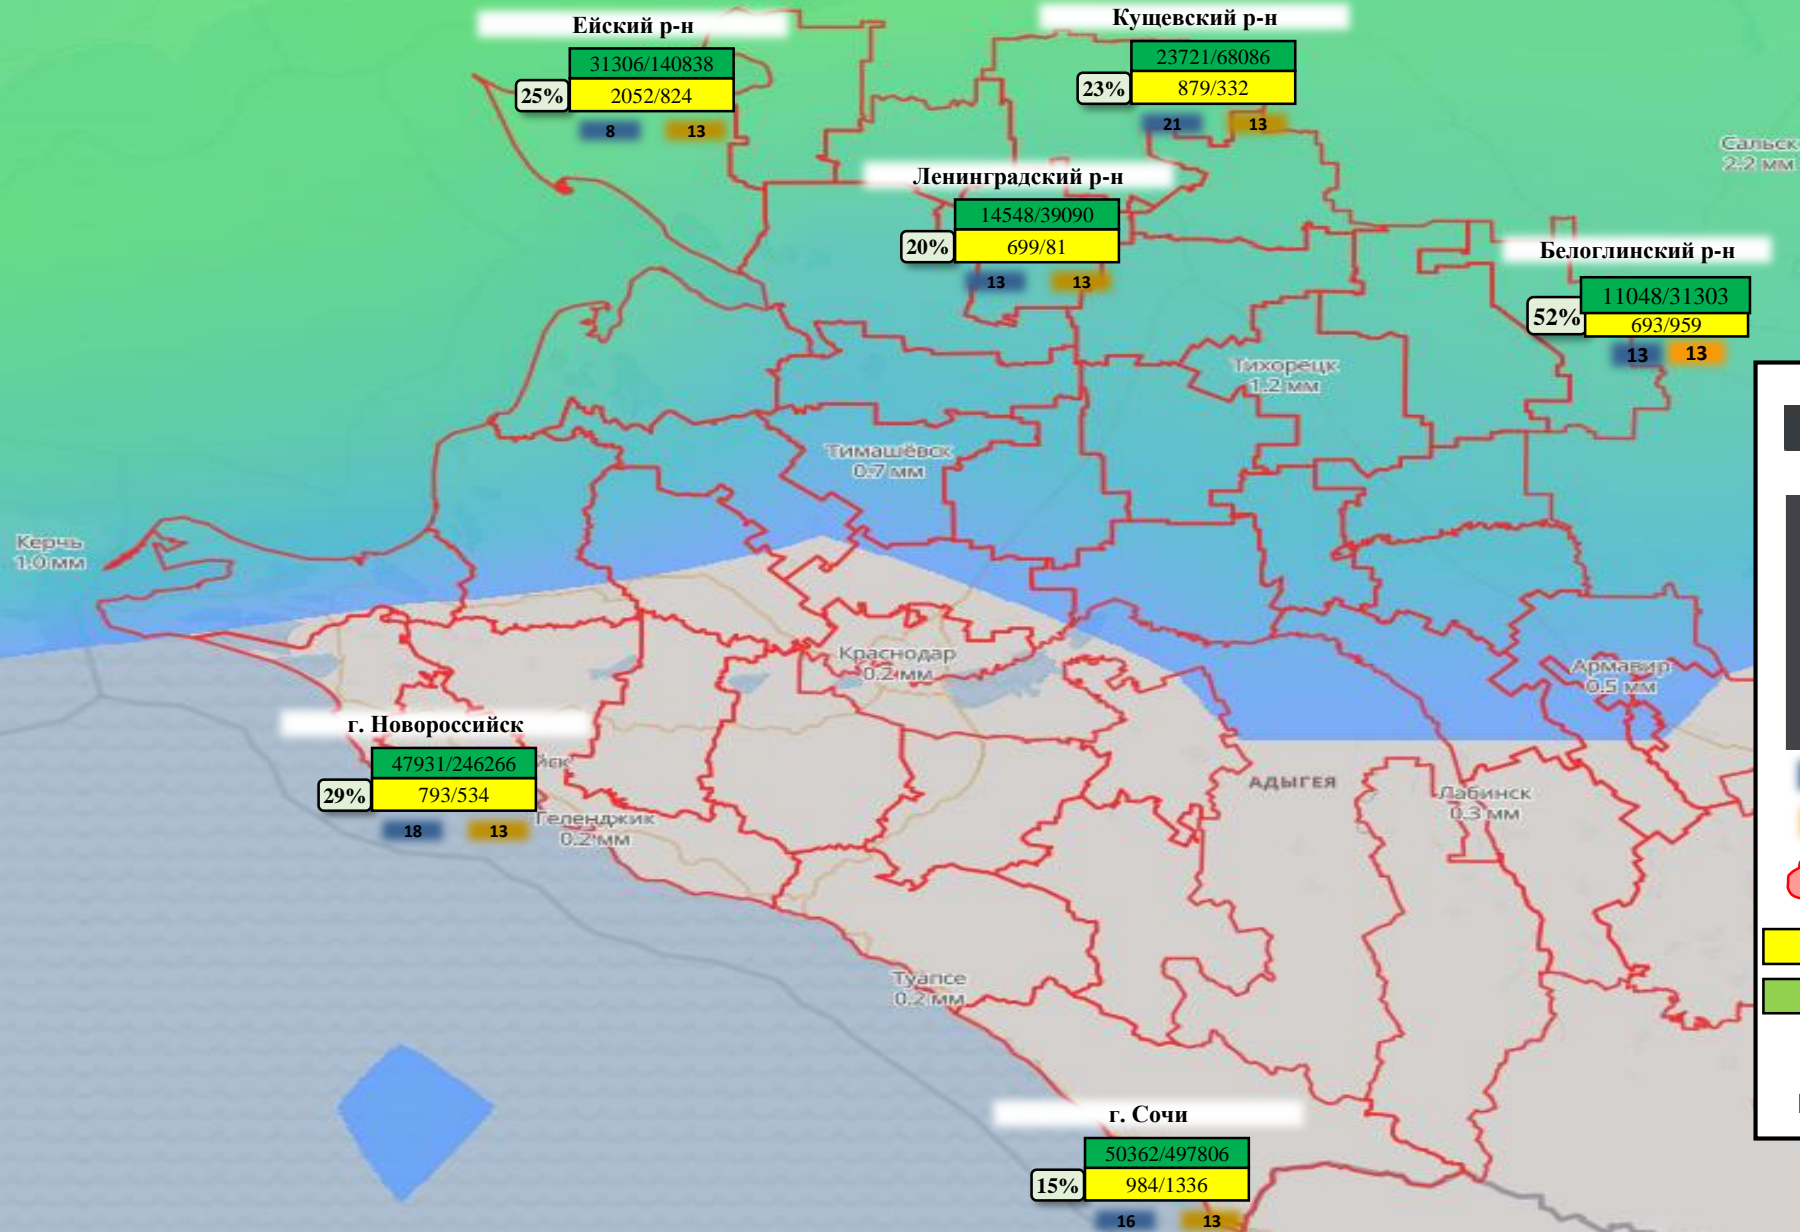 Ейский р-н
31306/140838
25%
2052/824
8
13
Кущевский р-н
23721/68086
23%
879/332
21
13
Сальск
2.2 мм
Ленинградский р-н
14548/39090
20%
699/81
13
13
Белоглинский р-н
11048/31303
52%
693/959
13
13
Тихорецк
1.2 мм
Тимашёвск
0.7 мм
Керчь
1.0 мм
Краснодар
0.2 мм
Армавир
0.5 мм
г. Новороссийск
47931/246266
йск
29%
793/534
18
13
Геленджик
0.2 мм
АДЫГЕЯ
Лабинск
0.3 мм
Туапсе
0.2 мм
г. Сочи
50362/497806
15%
984/1336
16
13